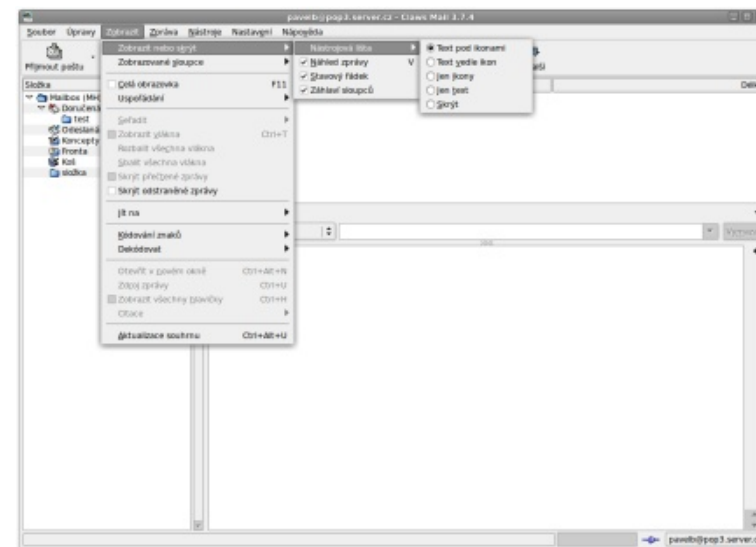 pavelb@pop3.server.cz - Claws Mail 3.7.4
Soubor Úpravy Zobrazit Zpráva Nástroje Nastavení Nápověda
Přijmout poštu
Zobrazit nebo skrýt
Nástrojová lišta
Text pod ikonami
Zobrazované sloupce
Náhled zprávy V
Text vedle ikon
Složka
Celá obrazovka F11
Stavový řádek
Jen ikony
Mailbox (MH)
Uspořádání
Záhlaví sloupců
Jen text
Doručená
Skrýt
test
Seřadit
Odeslaná
Zobrazit vlákna Ctrl+T
Koncepty
Rozbalit všechna vlákna
Fronta
Sbalit všechna vlákna
Koš
Skrýt přečtené zprávy
složka
Skrýt odstraněné zprávy
Jít na
Kódování znaků
Dekódovat
Otevřít v novém okně Ctrl+Alt+N
Zdroj zprávy Ctrl+U
Zobrazit všechny hlavičky Ctrl+H
Citace
Aktualizace souhrnu Ctrl+Alt+U
pavelb@pop3.server.c